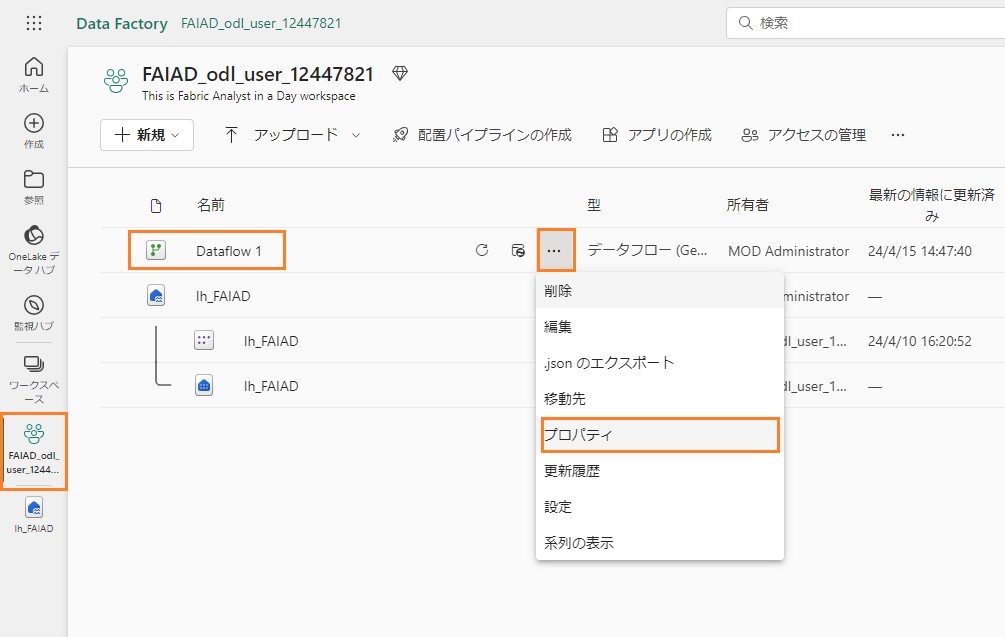 Data Factory FAIAD_odl_user_12447821
検索
ホーム
作成
参照
OneLake デ
ータ ハブ
監視ハブ
ワークスペ
ース
FAIAD_odl_
user_1244...
lh_FAIAD
FAIAD_odl_user_12447821
This is Fabric Analyst in a Day workspace
新規
アップロード
配置パイプラインの作成
アプリの作成
アクセスの管理
...
名前 型 所有者 最新の情報に更新済
み
Dataflow 1 ... データフロー (Ge... MOD Administrator 24/4/15 14:47:40
lh_FAIAD ministrator —
lh_FAIAD dl_user_1... 24/4/10 16:20:52
lh_FAIAD dl_user_1... —
削除
編集
.json のエクスポート
移動先
プロパティ
更新履歴
設定
系列の表示